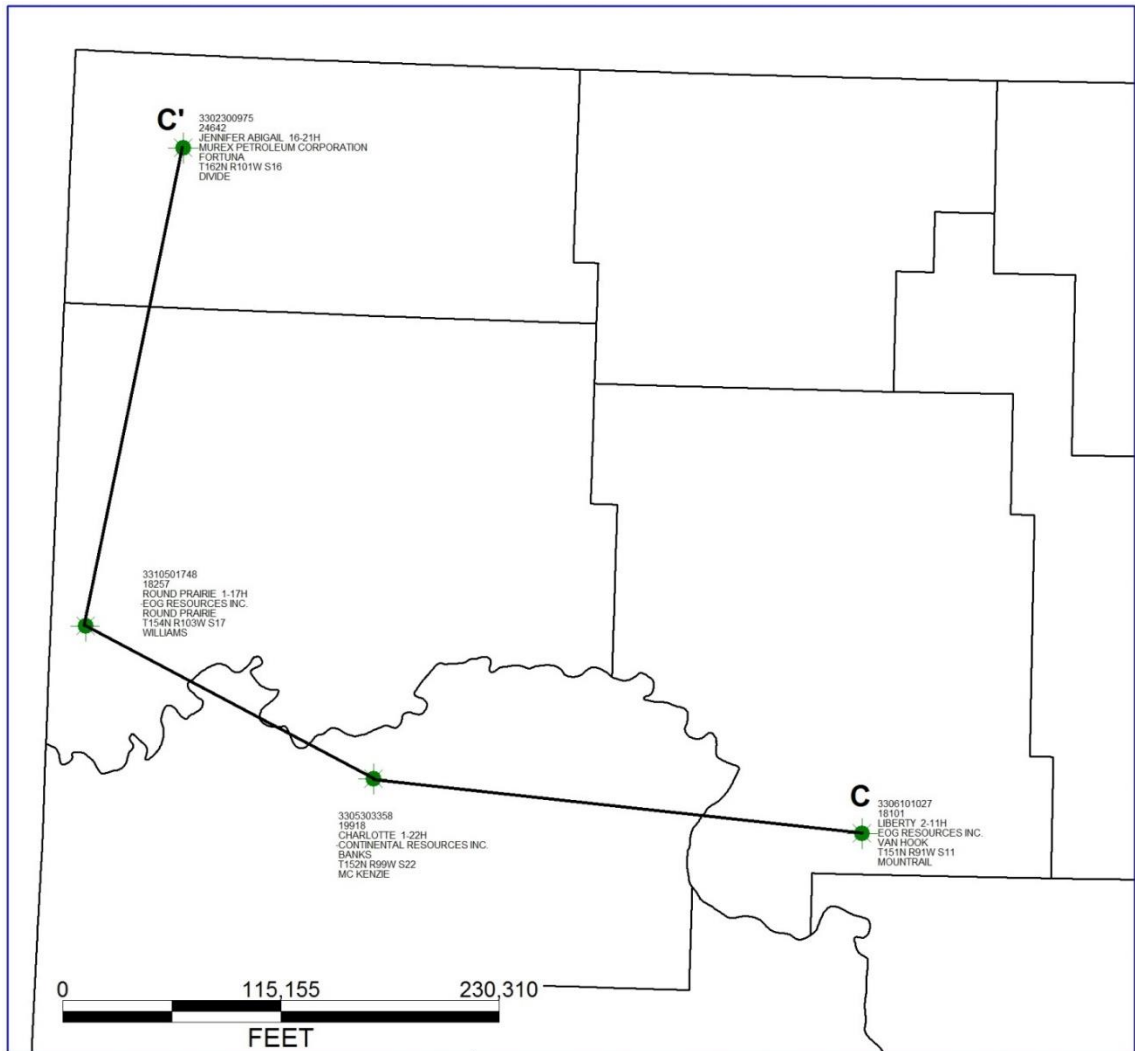 C'
3302300975
24642
JENNIFER ABIGAIL 16-21H
MUREX PETROLEUM CORPORATION
FORTUNA
T162N R101W S16
DIVIDE
3310501748
18257
ROUND PRAIRIE 1-17H
EOG RESOURCES INC.
ROUND PRAIRIE
T154N R103W S17
WILLIAMS
3305303358
19918
CHARLOTTE 1-22H
CONTINENTAL RESOURCES INC.
BANKS
T152N R99W S22
MC KENZIE
C
3306101027
18101
LIBERTY 2-11H
EOG RESOURCES INC.
VAN HOOK
T151N R91W S11
MOUNTRAIL
0 115,155 230,310
FEET